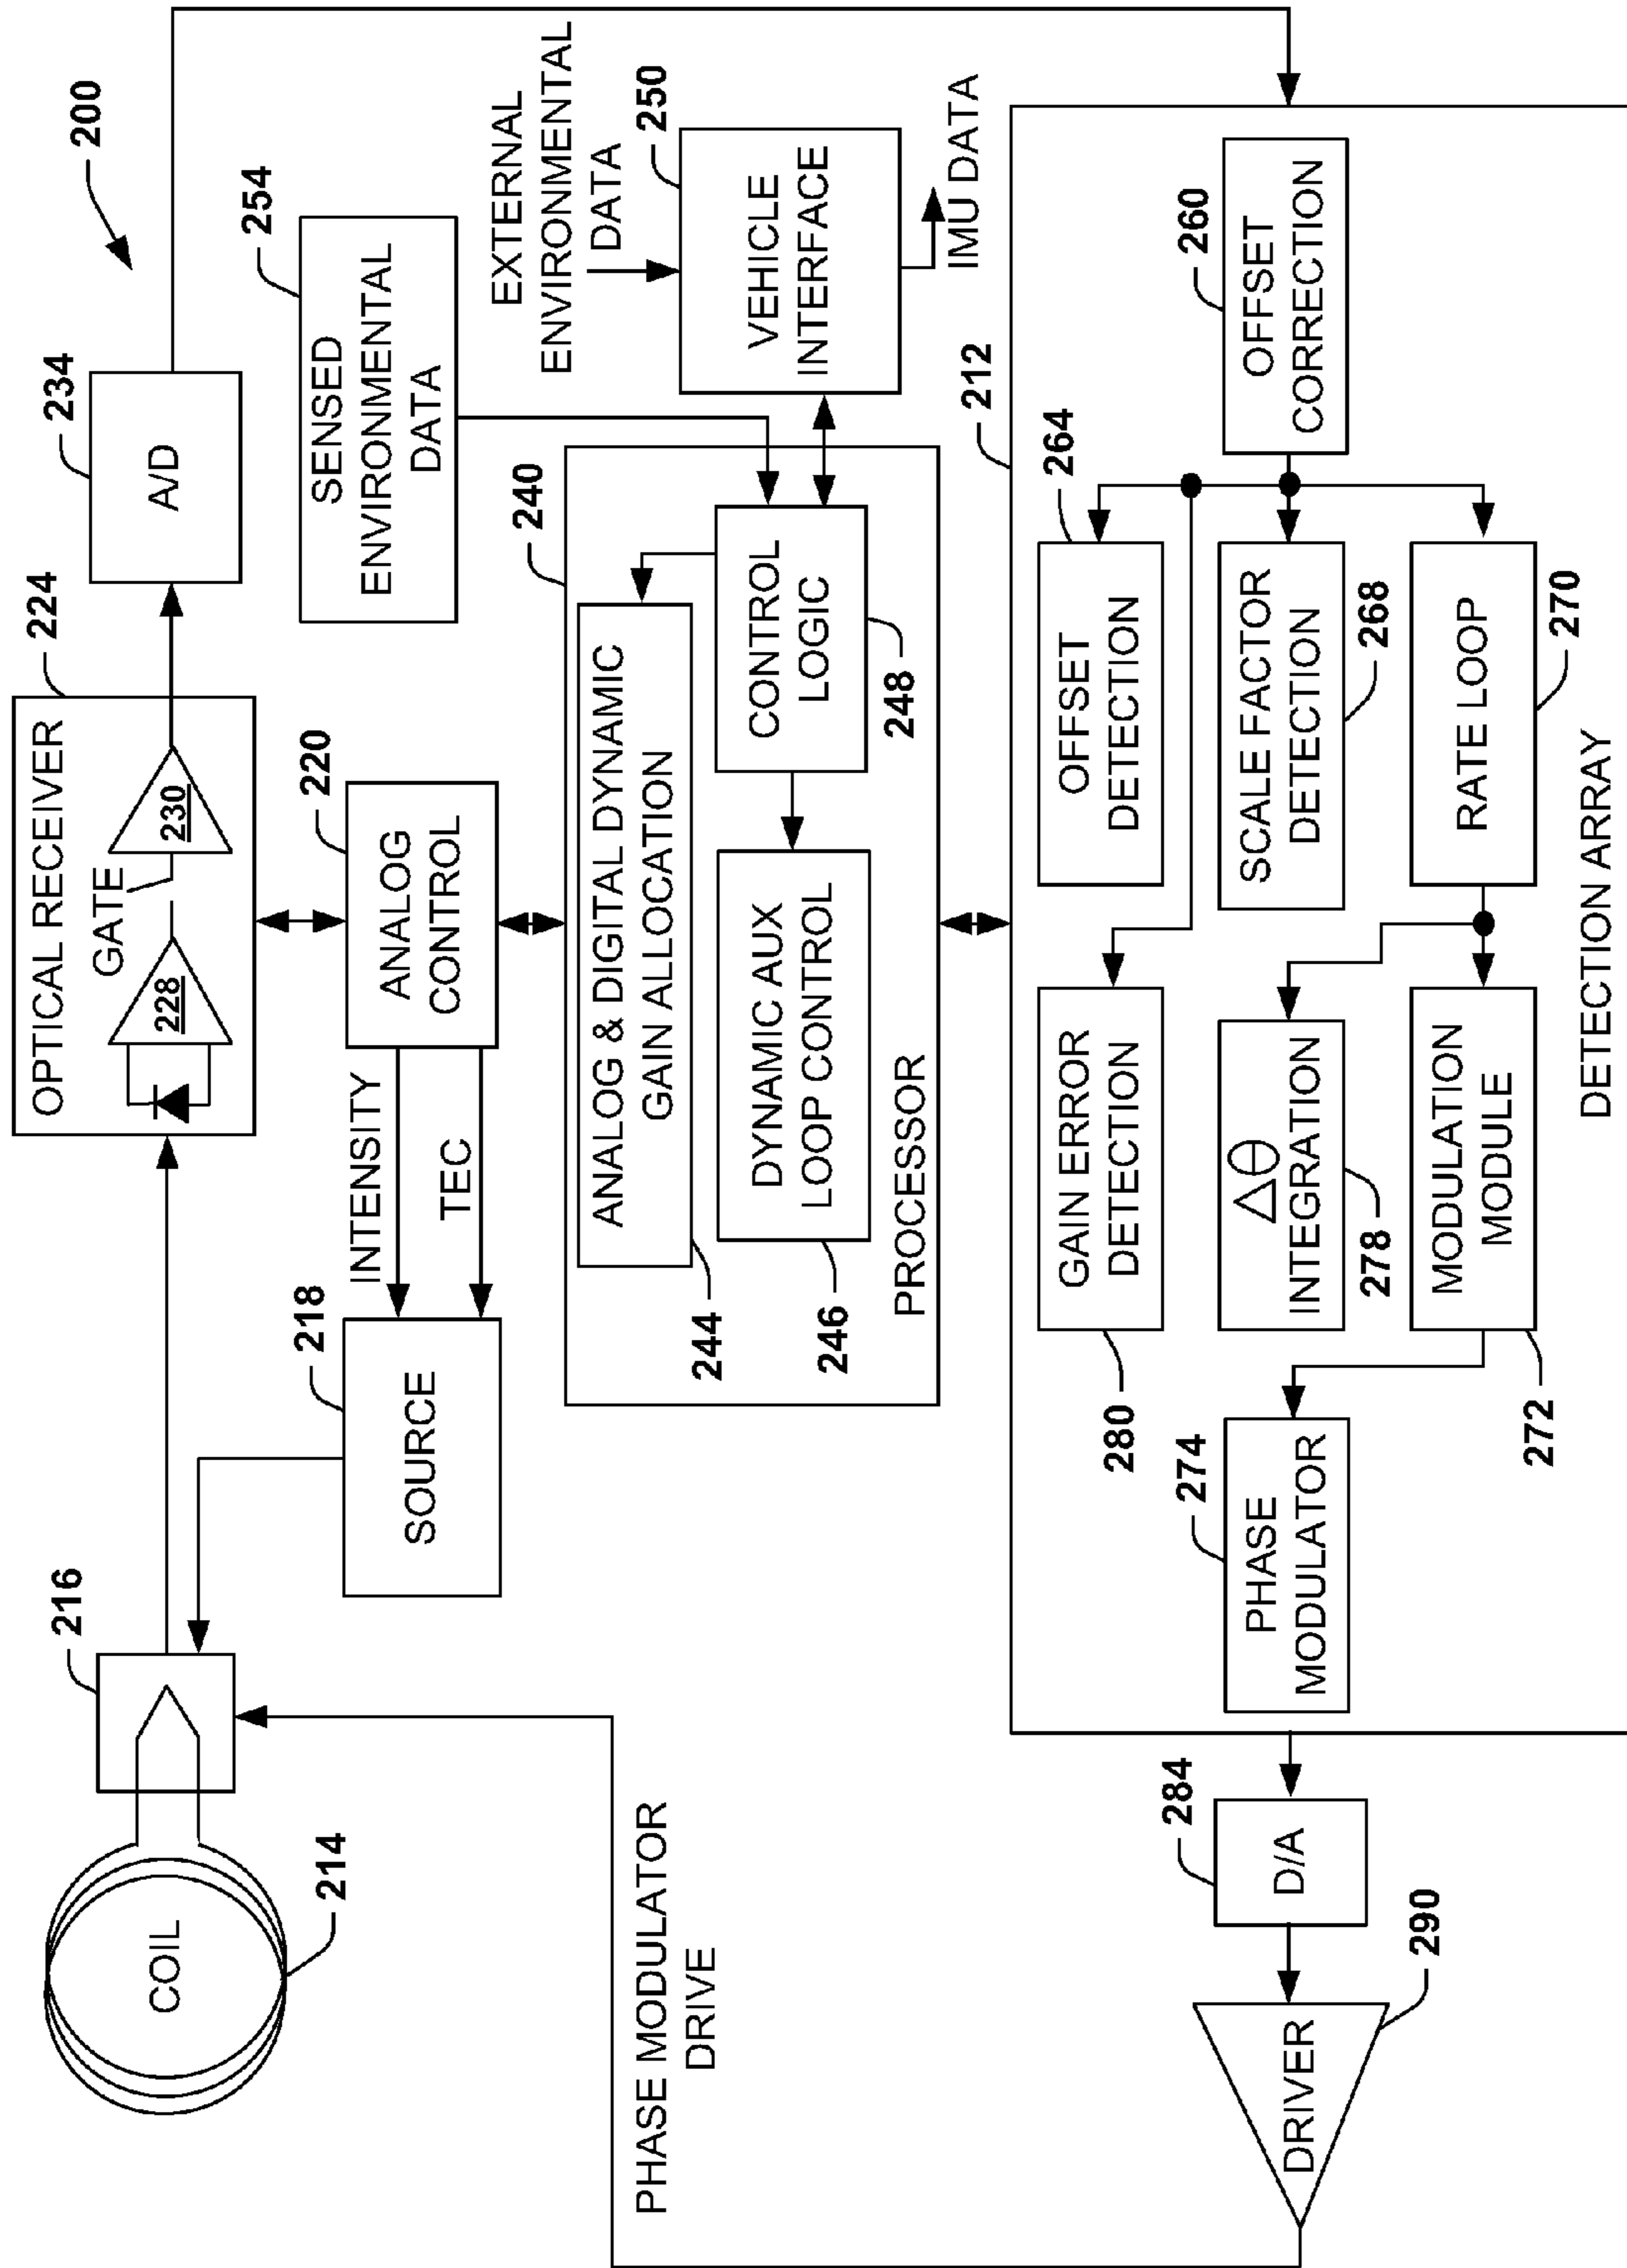 200
COIL
214
216
OPTICAL RECEIVER
224
GATE
228
230
A/D
234
SOURCE
218
INTENSITY
TEC
ANALOG
CONTROL
220
SENSED
ENVIRONMENTAL
DATA
254
EXTERNAL
ENVIRONMENTAL
DATA
240
ANALOG & DIGITAL DYNAMIC
GAIN ALLOCATION
244
DYNAMIC AUX
LOOP CONTROL
246
CONTROL
LOGIC
248
PROCESSOR
VEHICLE
INTERFACE
250
IMU DATA
PHASE MODULATOR
DRIVE
212
OFFSET
CORRECTION
260
OFFSET
DETECTION
264
SCALE FACTOR
DETECTION
268
RATE LOOP
270
GAIN ERROR
DETECTION
280
ΔΘ
INTEGRATION
278
MODULATION
MODULE
272
PHASE
MODULATOR
274
DETECTION ARRAY
D/A
284
DRIVER
290